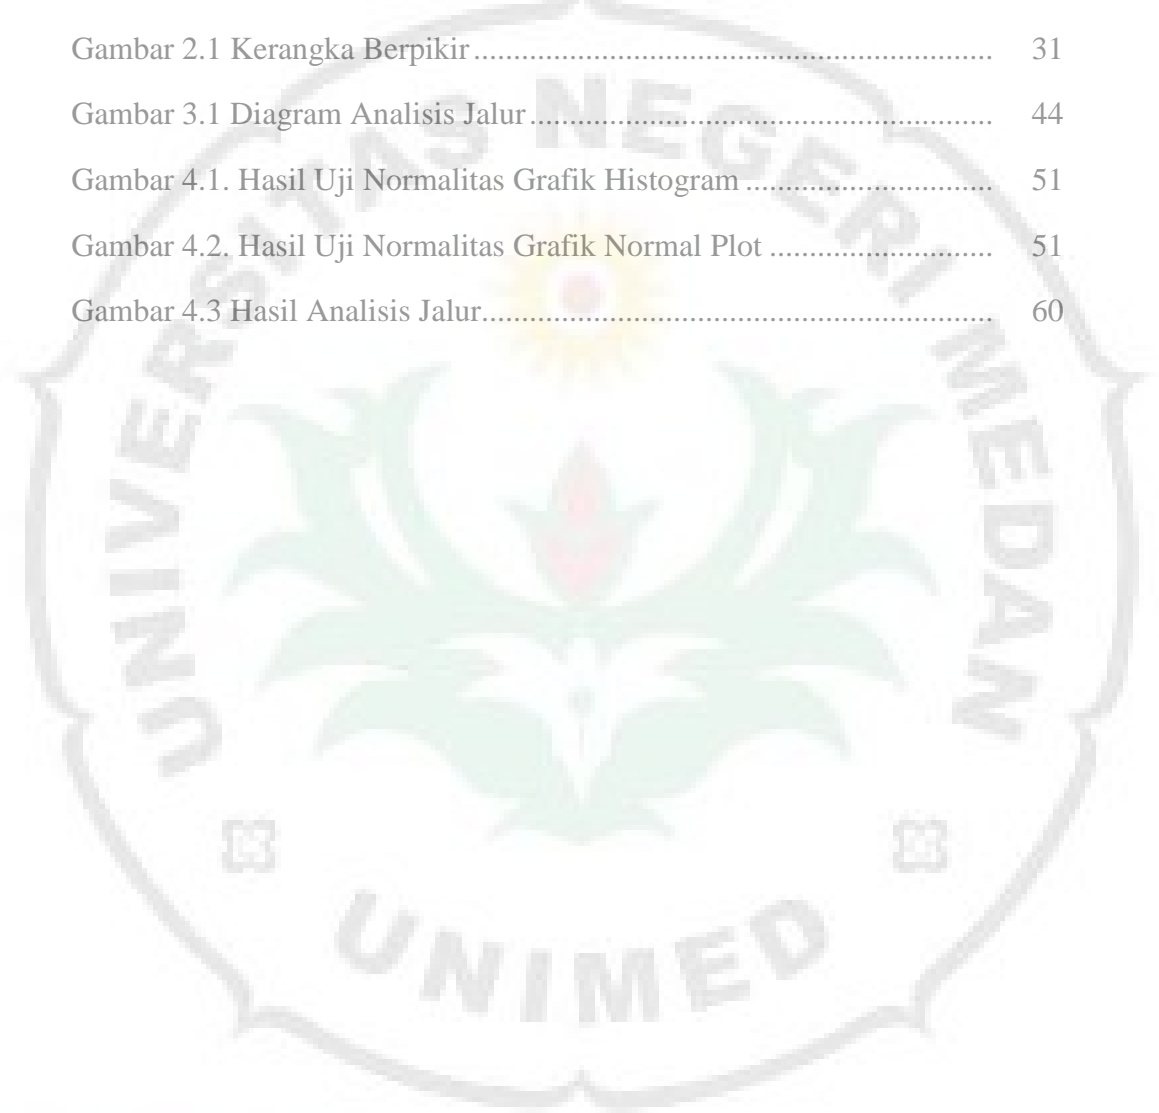 Gambar 2.1 Kerangka Berpikir ...................................................... 31
Gambar 3.1 Diagram Analisis Jalur ................................................ 44
Gambar 4.1. Hasil Uji Normalitas Grafik Histogram .......................... 51
Gambar 4.2. Hasil Uji Normalitas Grafik Normal Plot ....................... 51
Gambar 4.3 Hasil Analisis Jalur..................................................... 60
UNIVERSITAS NEGERI MEDAN
UNIMED